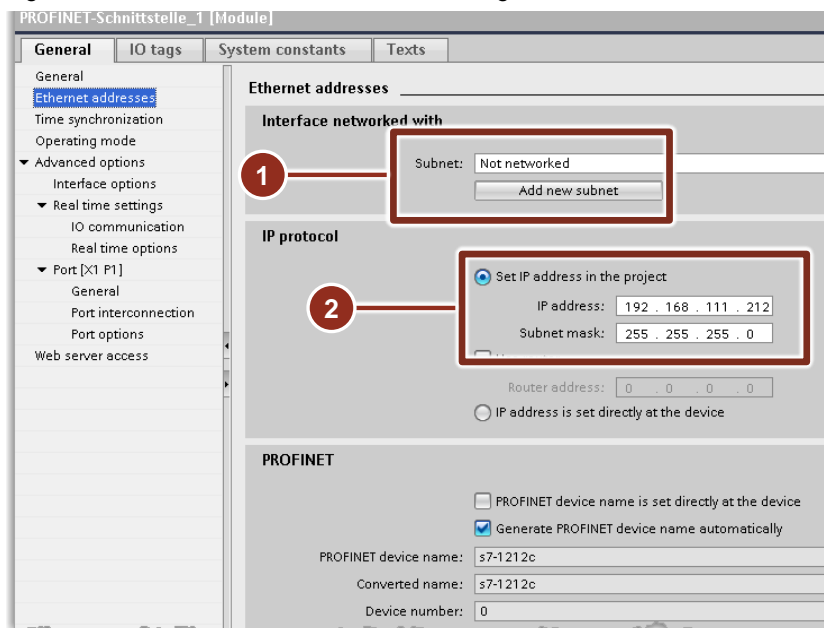 PROFINET-Schnittstelle_1 [Module]
General IO tags System constants Texts
General
Ethernet addresses
Time synchronization
Operating mode
Advanced options
Interface options
Real time settings
IO communication
Real time options
Port [X1 P1]
General
Port interconnection
Port options
Web server access
Ethernet addresses
Interface networked with
1
Subnet: Not networked
Add new subnet
IP protocol
2
Set IP address in the project
IP address: 192 . 168 . 111 . 212
Subnet mask: 255 . 255 . 255 . 0
Router address: 0 . 0 . 0 . 0
IP address is set directly at the device
PROFINET
PROFINET device name is set directly at the device
Generate PROFINET device name automatically
PROFINET device name: s7-1212c
Converted name: s7-1212c
Device number: 0